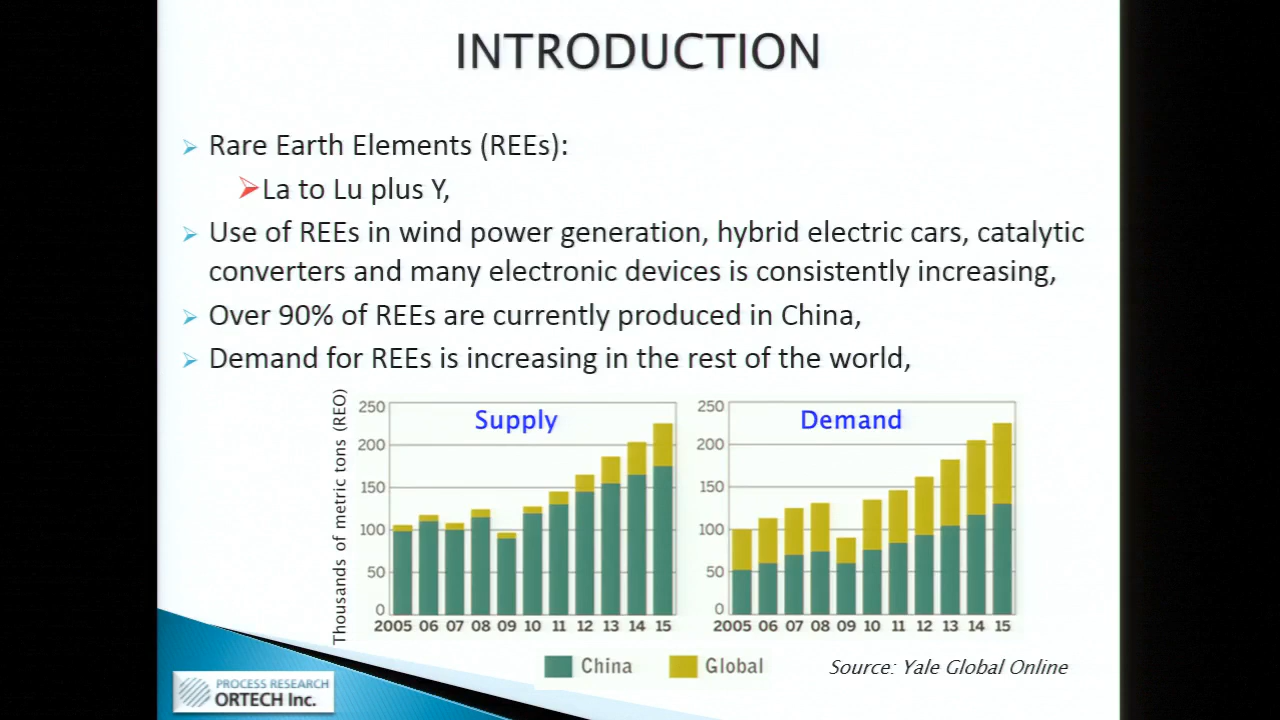 INTRODUCTION
Rare Earth Elements (REEs):
La to Lu plus Y,
Use of REEs in wind power generation, hybrid electric cars, catalytic
converters and many electronic devices is consistently increasing,
Over 90% of REEs are currently produced in China,
Demand for REEs is increasing in the rest of the world,
Thousands of metric tons (REO)
Supply
250
200
150
100
50
0
2005 06 07 08 09 10 11 12 13 14 15
Demand
250
200
150
100
50
0
2005 06 07 08 09 10 11 12 13 14 15
China Global
Source: Yale Global Online
PROCESS RESEARCH
ORTECH Inc.